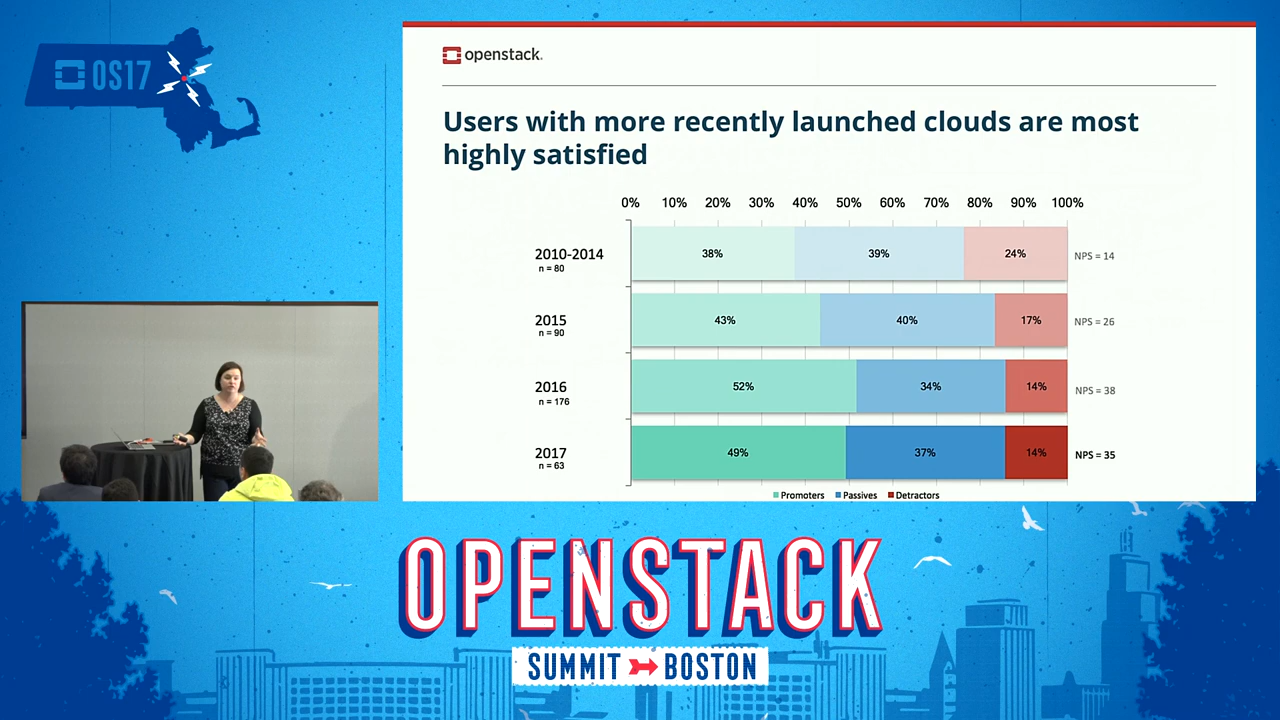 OS17
openstack.
Users with more recently launched clouds are most
highly satisfied
0% 10% 20% 30% 40% 50% 60% 70% 80% 90% 100%
2010-2014
n = 80
38% 39% 24% NPS = 14
2015
n = 90
43% 40% 17% NPS = 26
2016
n = 176
52% 34% 14% NPS = 38
2017
n = 63
49% 37% 14% NPS = 35
Promoters Passives Detractors
OPENSTACK
SUMMIT BOSTON